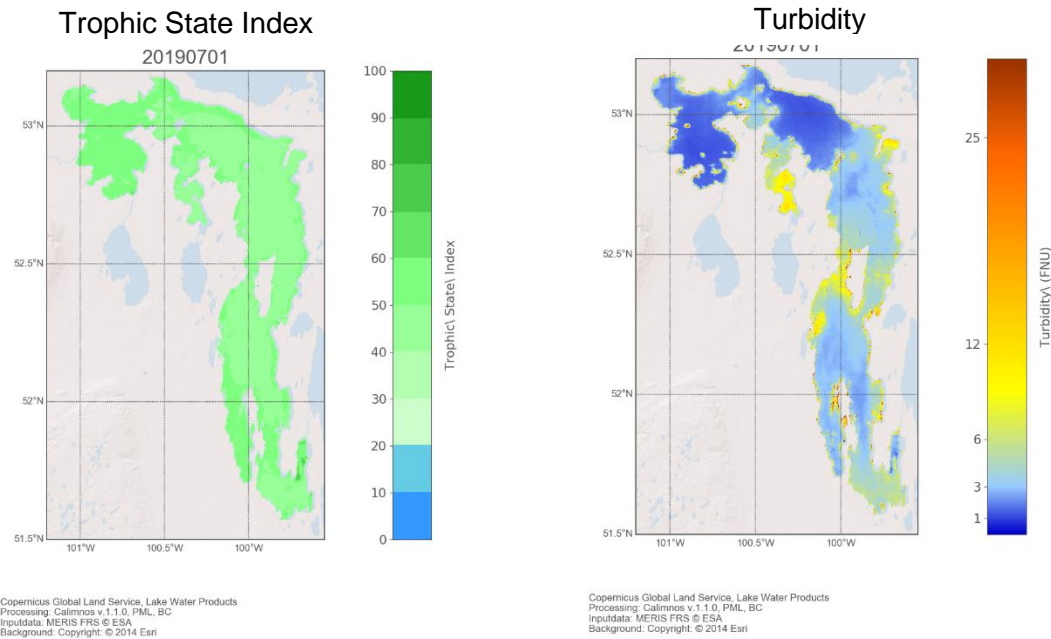 Trophic State Index
20190701
100
90
80
70
60
50
40
30
20
10
0
Trophic\ State\ Index
53°N
52.5°N
52°N
51.5°N
101°W
100.5°W
100°W
Copernicus Global Land Service, Lake Water Products
Processing: Calimnos v.1.1.0, PML, BC
Inputdata: MERIS FRS © ESA
Background: Copyright: © 2014 Esri
Turbidity
20190701
25
12
6
3
1
Turbidity\ (FNU)
53°N
52.5°N
52°N
51.5°N
101°W
100.5°W
100°W
Copernicus Global Land Service, Lake Water Products
Processing: Calimnos v.1.1.0, PML, BC
Inputdata: MERIS FRS © ESA
Background: Copyright: © 2014 Esri